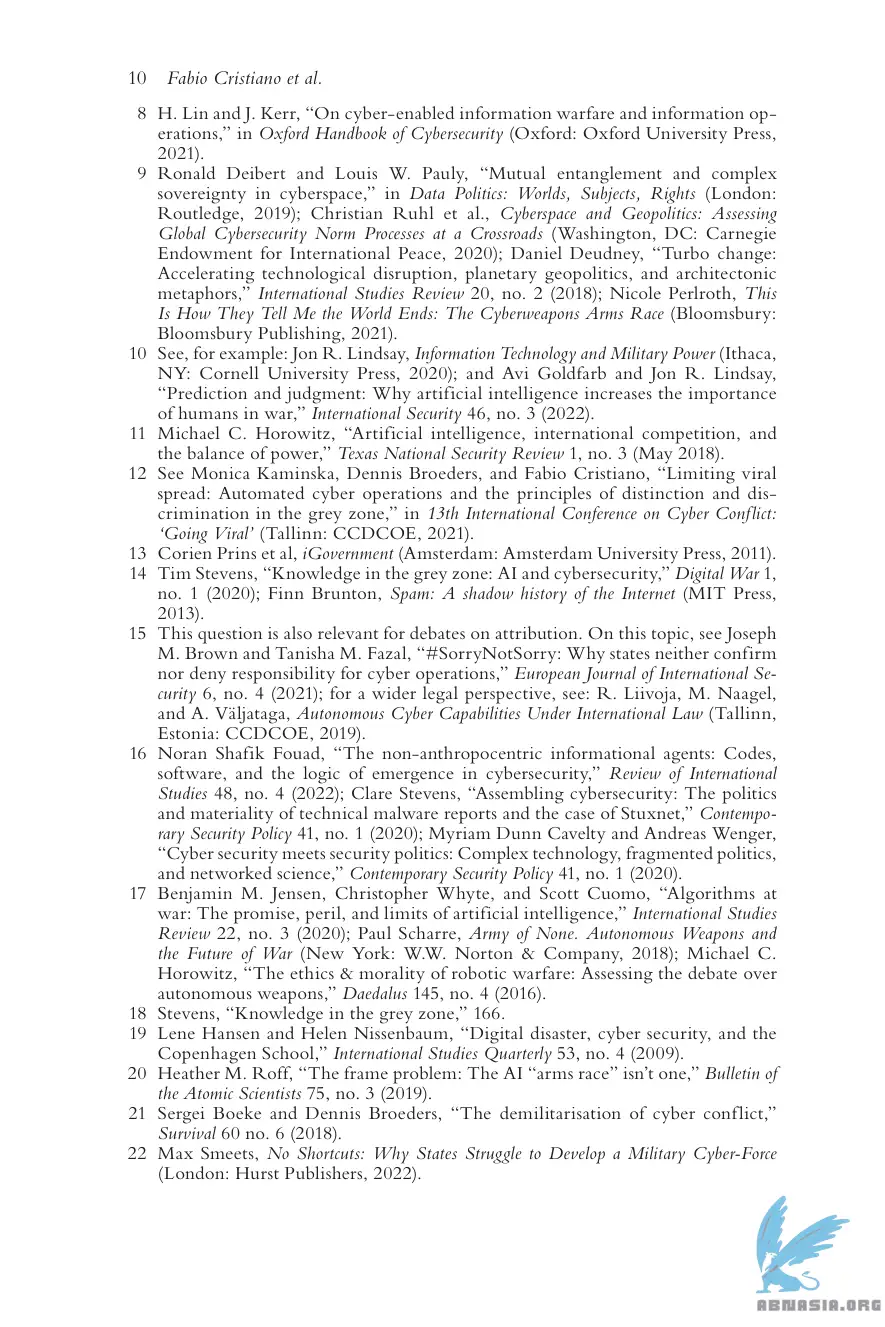 10 Fabio Cristiano et al.
8 H. Lin and J. Kerr, “On cyber-enabled information warfare and information op-
erations,” in Oxford Handbook of Cybersecurity (Oxford: Oxford University Press,
2021).
9 Ronald Deibert and Louis W. Pauly, “Mutual entanglement and complex
sovereignty in cyberspace,” in Data Politics: Worlds, Subjects, Rights (London:
Routledge, 2019); Christian Ruhl et al., Cyberspace and Geopolitics: Assessing
Global Cybersecurity Norm Processes at a Crossroads (Washington, DC: Carnegie
Endowment for International Peace, 2020); Daniel Deudney, “Turbo change:
Accelerating technological disruption, planetary geopolitics, and architectonic
metaphors,” International Studies Review 20, no. 2 (2018); Nicole Perlroth, This
Is How They Tell Me the World Ends: The Cyberweapons Arms Race (Bloomsbury:
Bloomsbury Publishing, 2021).
10 See, for example: Jon R. Lindsay, Information Technology and Military Power (Ithaca,
NY: Cornell University Press, 2020); and Avi Goldfarb and Jon R. Lindsay,
“Prediction and judgment: Why artificial intelligence increases the importance
of humans in war,” International Security 46, no. 3 (2022).
11 Michael C. Horowitz, “Artificial intelligence, international competition, and
the balance of power,” Texas National Security Review 1, no. 3 (May 2018).
12 See Monica Kaminska, Dennis Broeders, and Fabio Cristiano, “Limiting viral
spread: Automated cyber operations and the principles of distinction and dis-
crimination in the grey zone,” in 13th International Conference on Cyber Conflict:
‘Going Viral’ (Tallinn: CCDCOE, 2021).
13 Corien Prins et al, iGovernment (Amsterdam: Amsterdam University Press, 2011).
14 Tim Stevens, “Knowledge in the grey zone: AI and cybersecurity,” Digital War 1,
no. 1 (2020); Finn Brunton, Spam: A shadow history of the Internet (MIT Press,
2013).
15 This question is also relevant for debates on attribution. On this topic, see Joseph
M. Brown and Tanisha M. Fazal, “#SorryNotSorry: Why states neither confirm
nor deny responsibility for cyber operations,” European Journal of International Se-
curity 6, no. 4 (2021); for a wider legal perspective, see: R. Liivoja, M. Naagel,
and A. Väljataga, Autonomous Cyber Capabilities Under International Law (Tallinn,
Estonia: CCDCOE, 2019).
16 Noran Shafik Fouad, “The non-anthropocentric informational agents: Codes,
software, and the logic of emergence in cybersecurity,” Review of International
Studies 48, no. 4 (2022); Clare Stevens, “Assembling cybersecurity: The politics
and materiality of technical malware reports and the case of Stuxnet,” Contempo-
rary Security Policy 41, no. 1 (2020); Myriam Dunn Cavelty and Andreas Wenger,
“Cyber security meets security politics: Complex technology, fragmented politics,
and networked science,” Contemporary Security Policy 41, no. 1 (2020).
17 Benjamin M. Jensen, Christopher Whyte, and Scott Cuomo, “Algorithms at
war: The promise, peril, and limits of artificial intelligence,” International Studies
Review 22, no. 3 (2020); Paul Scharre, Army of None. Autonomous Weapons and
the Future of War (New York: W.W. Norton & Company, 2018); Michael C.
Horowitz, “The ethics & morality of robotic warfare: Assessing the debate over
autonomous weapons,” Daedalus 145, no. 4 (2016).
18 Stevens, “Knowledge in the grey zone,” 166.
19 Lene Hansen and Helen Nissenbaum, “Digital disaster, cyber security, and the
Copenhagen School,” International Studies Quarterly 53, no. 4 (2009).
20 Heather M. Roff, “The frame problem: The AI “arms race” isn’t one,” Bulletin of
the Atomic Scientists 75, no. 3 (2019).
21 Sergei Boeke and Dennis Broeders, “The demilitarisation of cyber conflict,”
Survival 60 no. 6 (2018).
22 Max Smeets, No Shortcuts: Why States Struggle to Develop a Military Cyber-Force
(London: Hurst Publishers, 2022).
ABNASIA.ORG